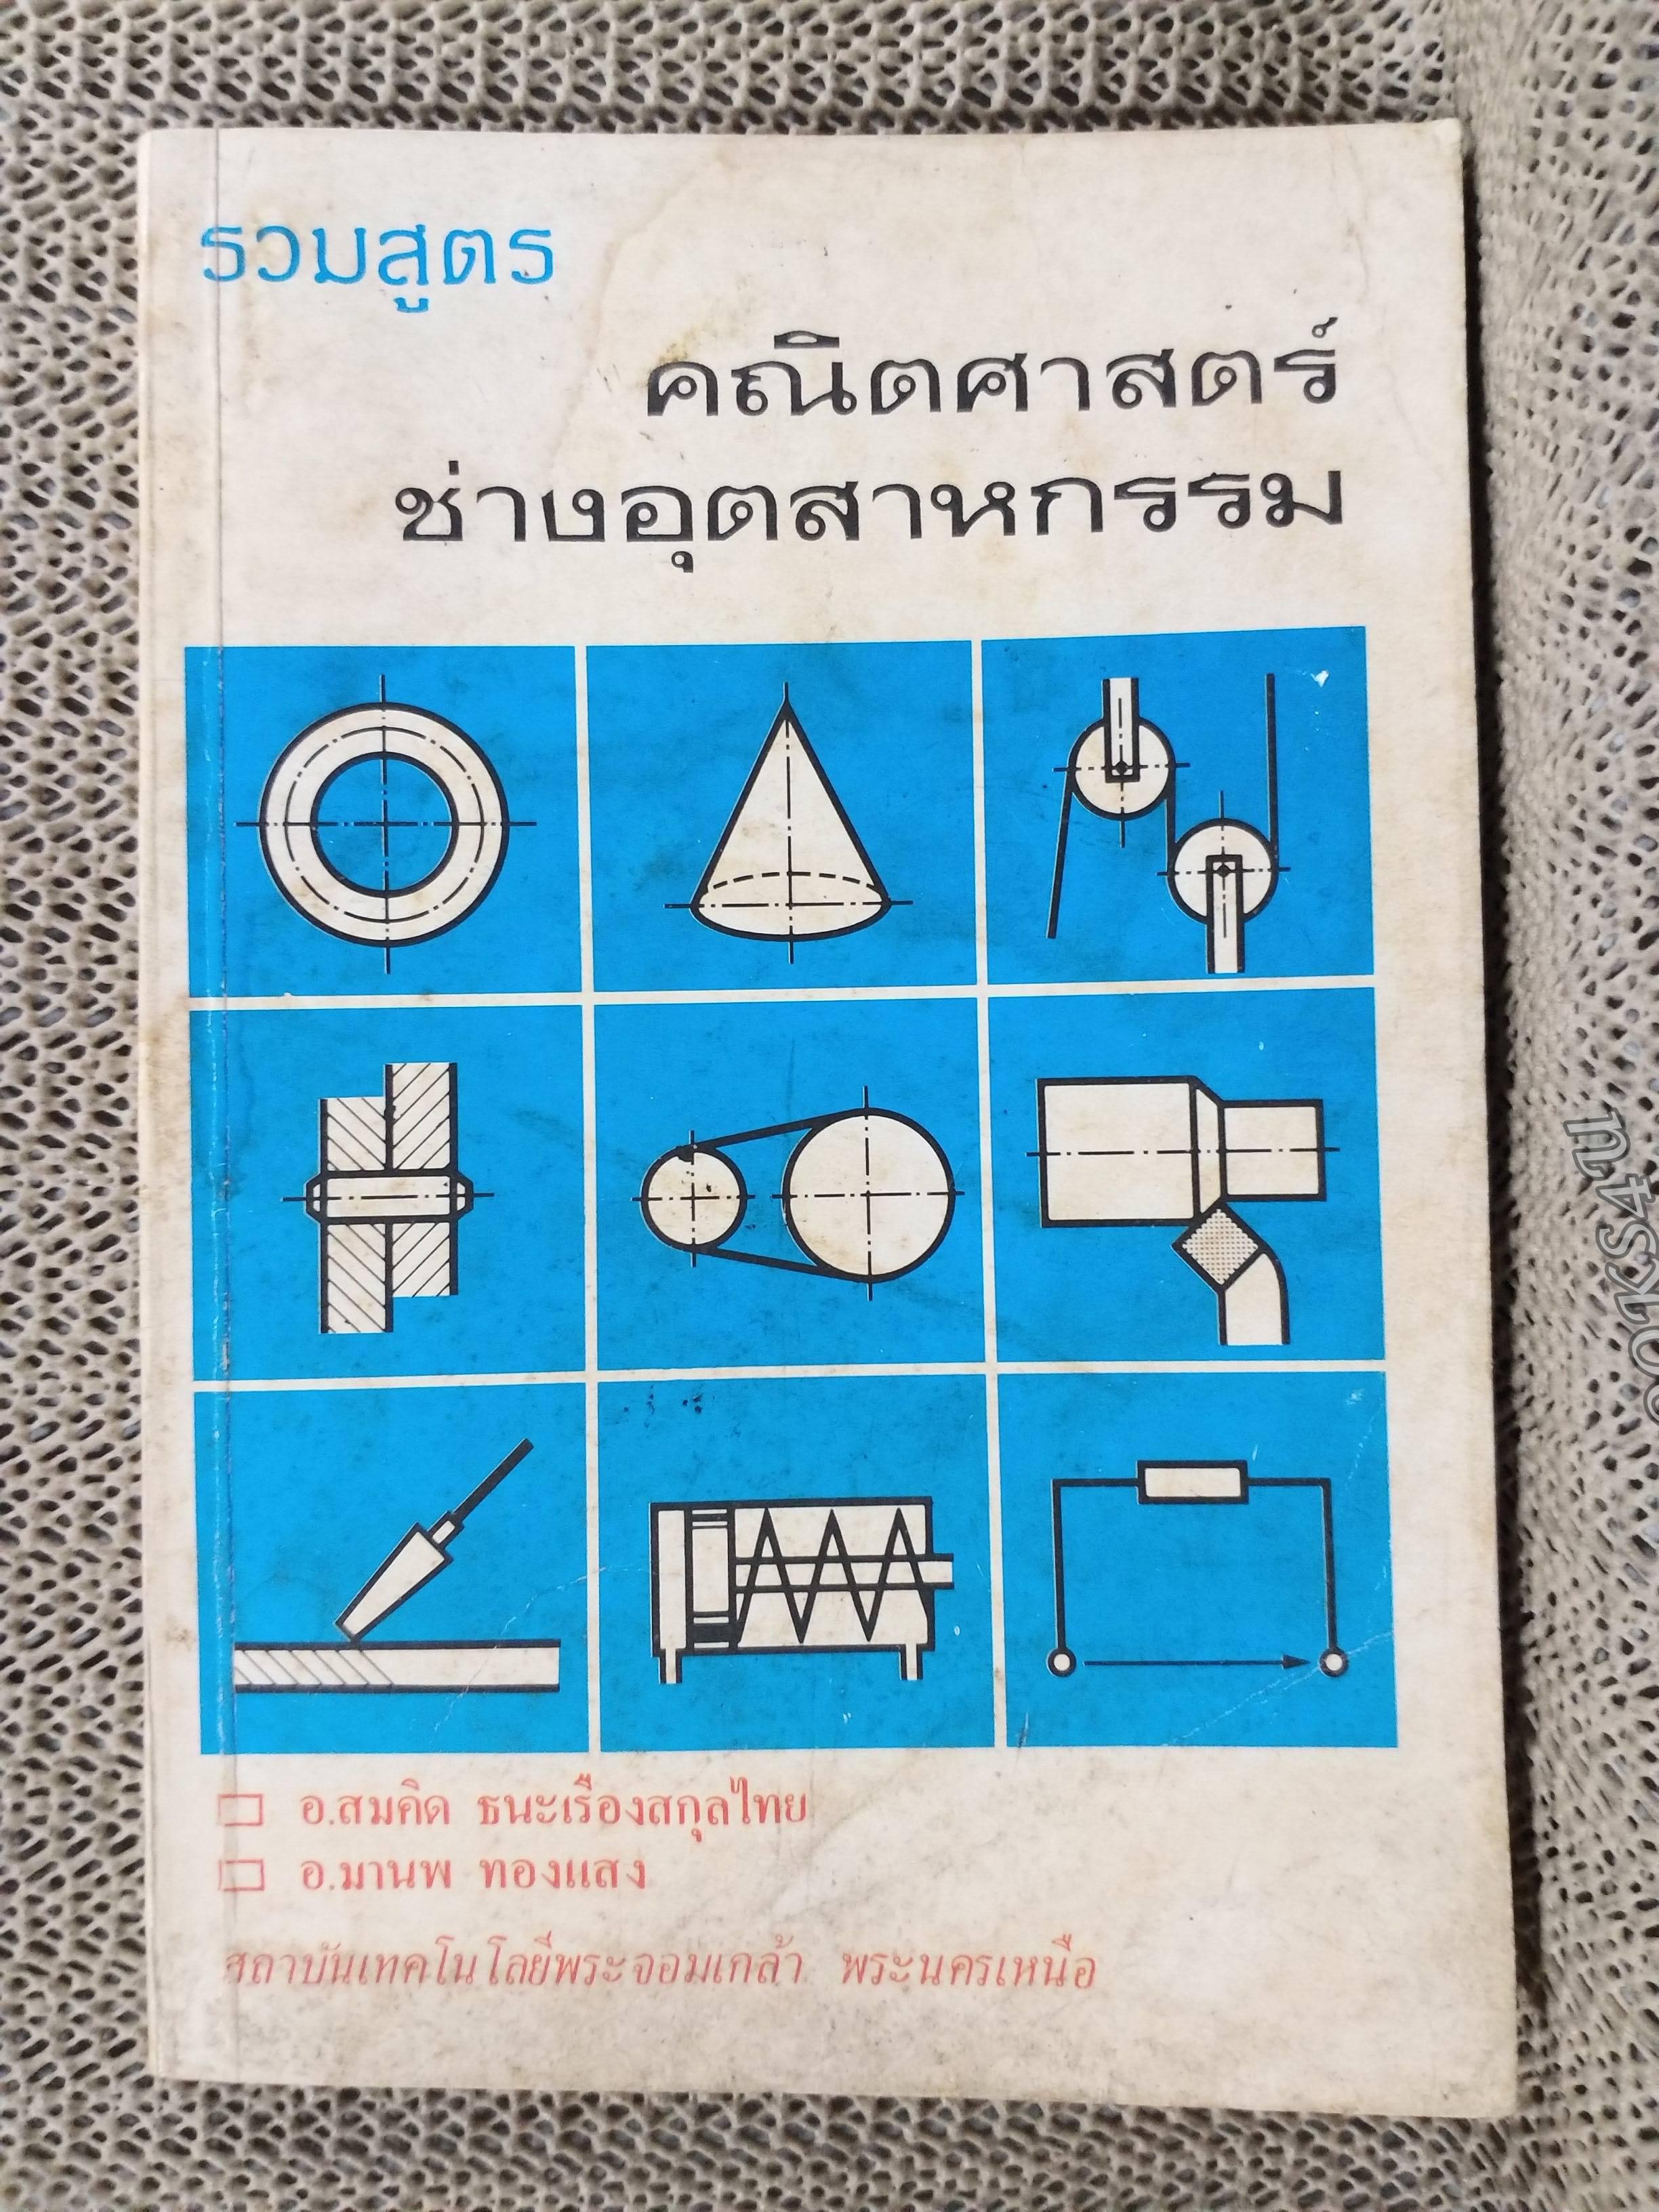 รวมสูตร
คณิตศาสตร์
ช่างอุตสาหกรรม
อ.สมคิด ธนะเรืองสกุลไทย
อ.มานพ ทองแสง
สถาบันเทคโนโลยีพระจอมเกล้า พระนครเหนือ